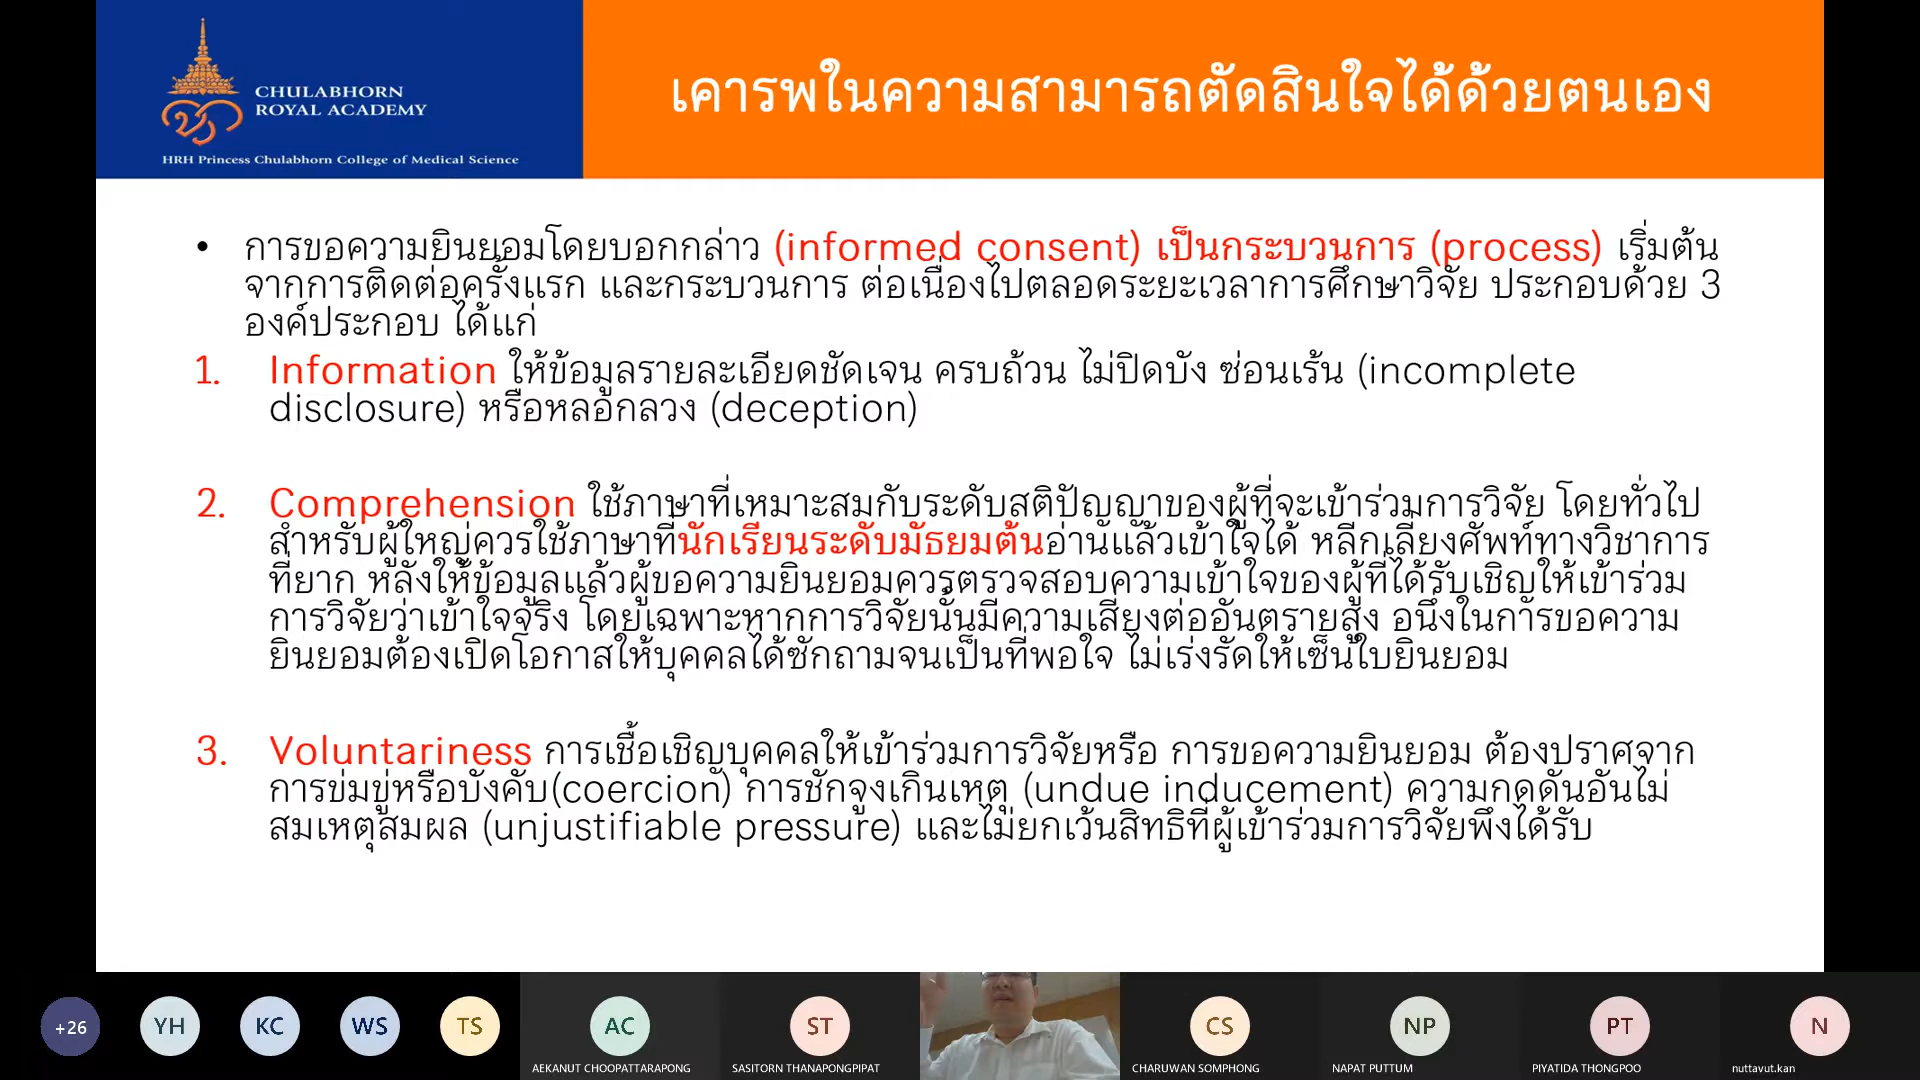 CHULABHORN
ROYAL ACADEMY
HRH Princess Chulabhorn College of Medical Science
เคารพในความสามารถตัดสินใจได้ด้วยตนเอง
• การขอความยินยอมโดยบอกกล่าว (informed consent) เป็นกระบวนการ (process) เริ่มต้น
จากการติดต่อครั้งแรก และกระบวนการ ต่อเนื่องไปตลอดระยะเวลาการศึกษาวิจัย ประกอบด้วย 3
องค์ประกอบ ได้แก่
1. Information ให้ข้อมูลรายละเอียดชัดเจน ครบถ้วน ไม่ปิดบัง ซ่อนเร้น (incomplete
disclosure) หรือหลอกลวง (deception)
2. Comprehension ใช้ภาษาที่เหมาะสมกับระดับสติปัญญาของผู้ที่จะเข้าร่วมการวิจัย โดยทั่วไป
สำหรับผู้ใหญ่ควรใช้ภาษาที่นักเรียนระดับมัธยมต้นอ่านแล้วเข้าใจได้ หลีกเลี่ยงศัพท์ทางวิชาการ
ที่ยาก หลังให้ข้อมูลแล้วผู้ขอความยินยอมควรตรวจสอบความเข้าใจของผู้ที่ได้รับเชิญให้เข้าร่วม
การวิจัยว่าเข้าใจจริง โดยเฉพาะหากการวิจัยนั้นมีความเสี่ยงต่ออันตรายสูง อนึ่งในการขอความ
ยินยอมต้องเปิดโอกาสให้บุคคลได้ซักถามจนเป็นที่พอใจ ไม่เร่งรัดให้เซ็นใบยินยอม
3. Voluntariness การเชื้อเชิญบุคคลให้เข้าร่วมการวิจัยหรือ การขอความยินยอม ต้องปราศจาก
การข่มขู่หรือบังคับ(coercion) การชักจูงเกินเหตุ (undue inducement) ความกดดันอันไม่
สมเหตุสมผล (unjustifiable pressure) และไม่ยกเว้นสิทธิที่ผู้เข้าร่วมการวิจัยพึงได้รับ
+26 YH KC WS TS AC ST CS NP PT N
AEKANUT CHOOPATTARAPONG SASITORN THANAPONGPIPAT CHARUWAN SOMPHONG NAPAT PUTTUM PIYATIDA THONGPOO nuttavut.kan